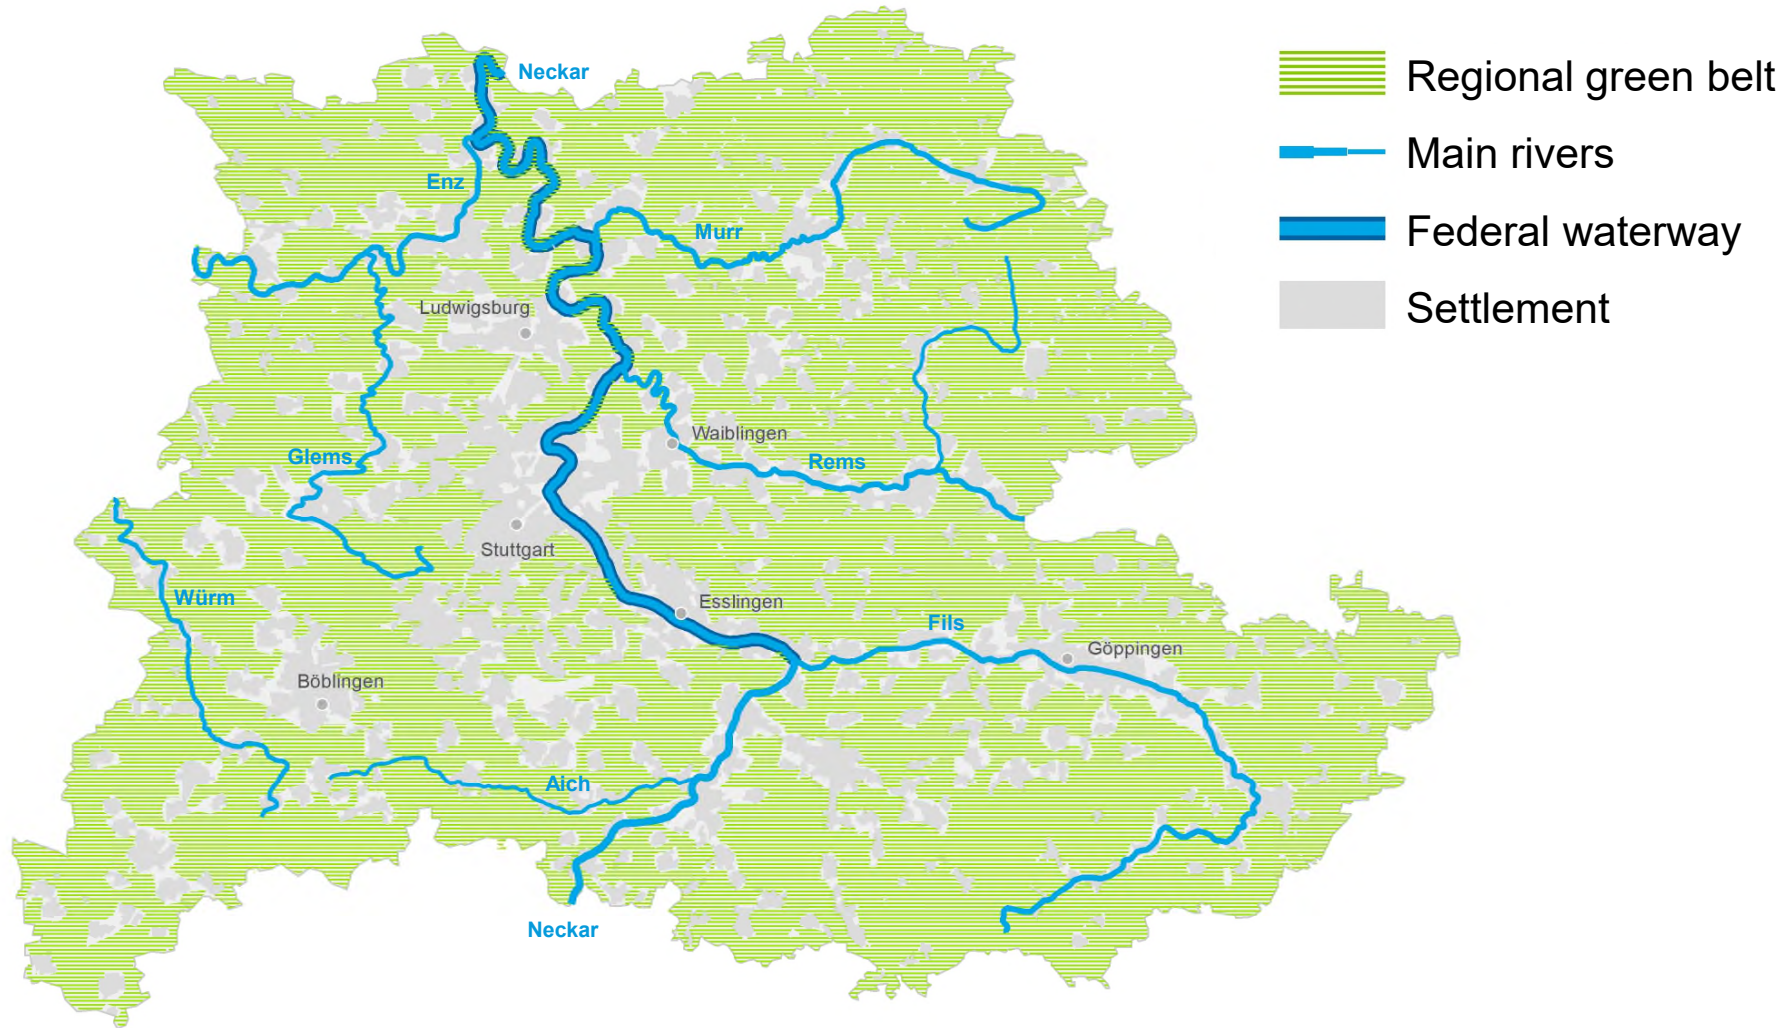 Neckar
Enz
Murr
Ludwigsburg
Waiblingen
Glems
Rems
Stuttgart
Würm
Esslingen
Fils
Göppingen
Böblingen
Aich
Neckar
Regional green belt
Main rivers
Federal waterway
Settlement